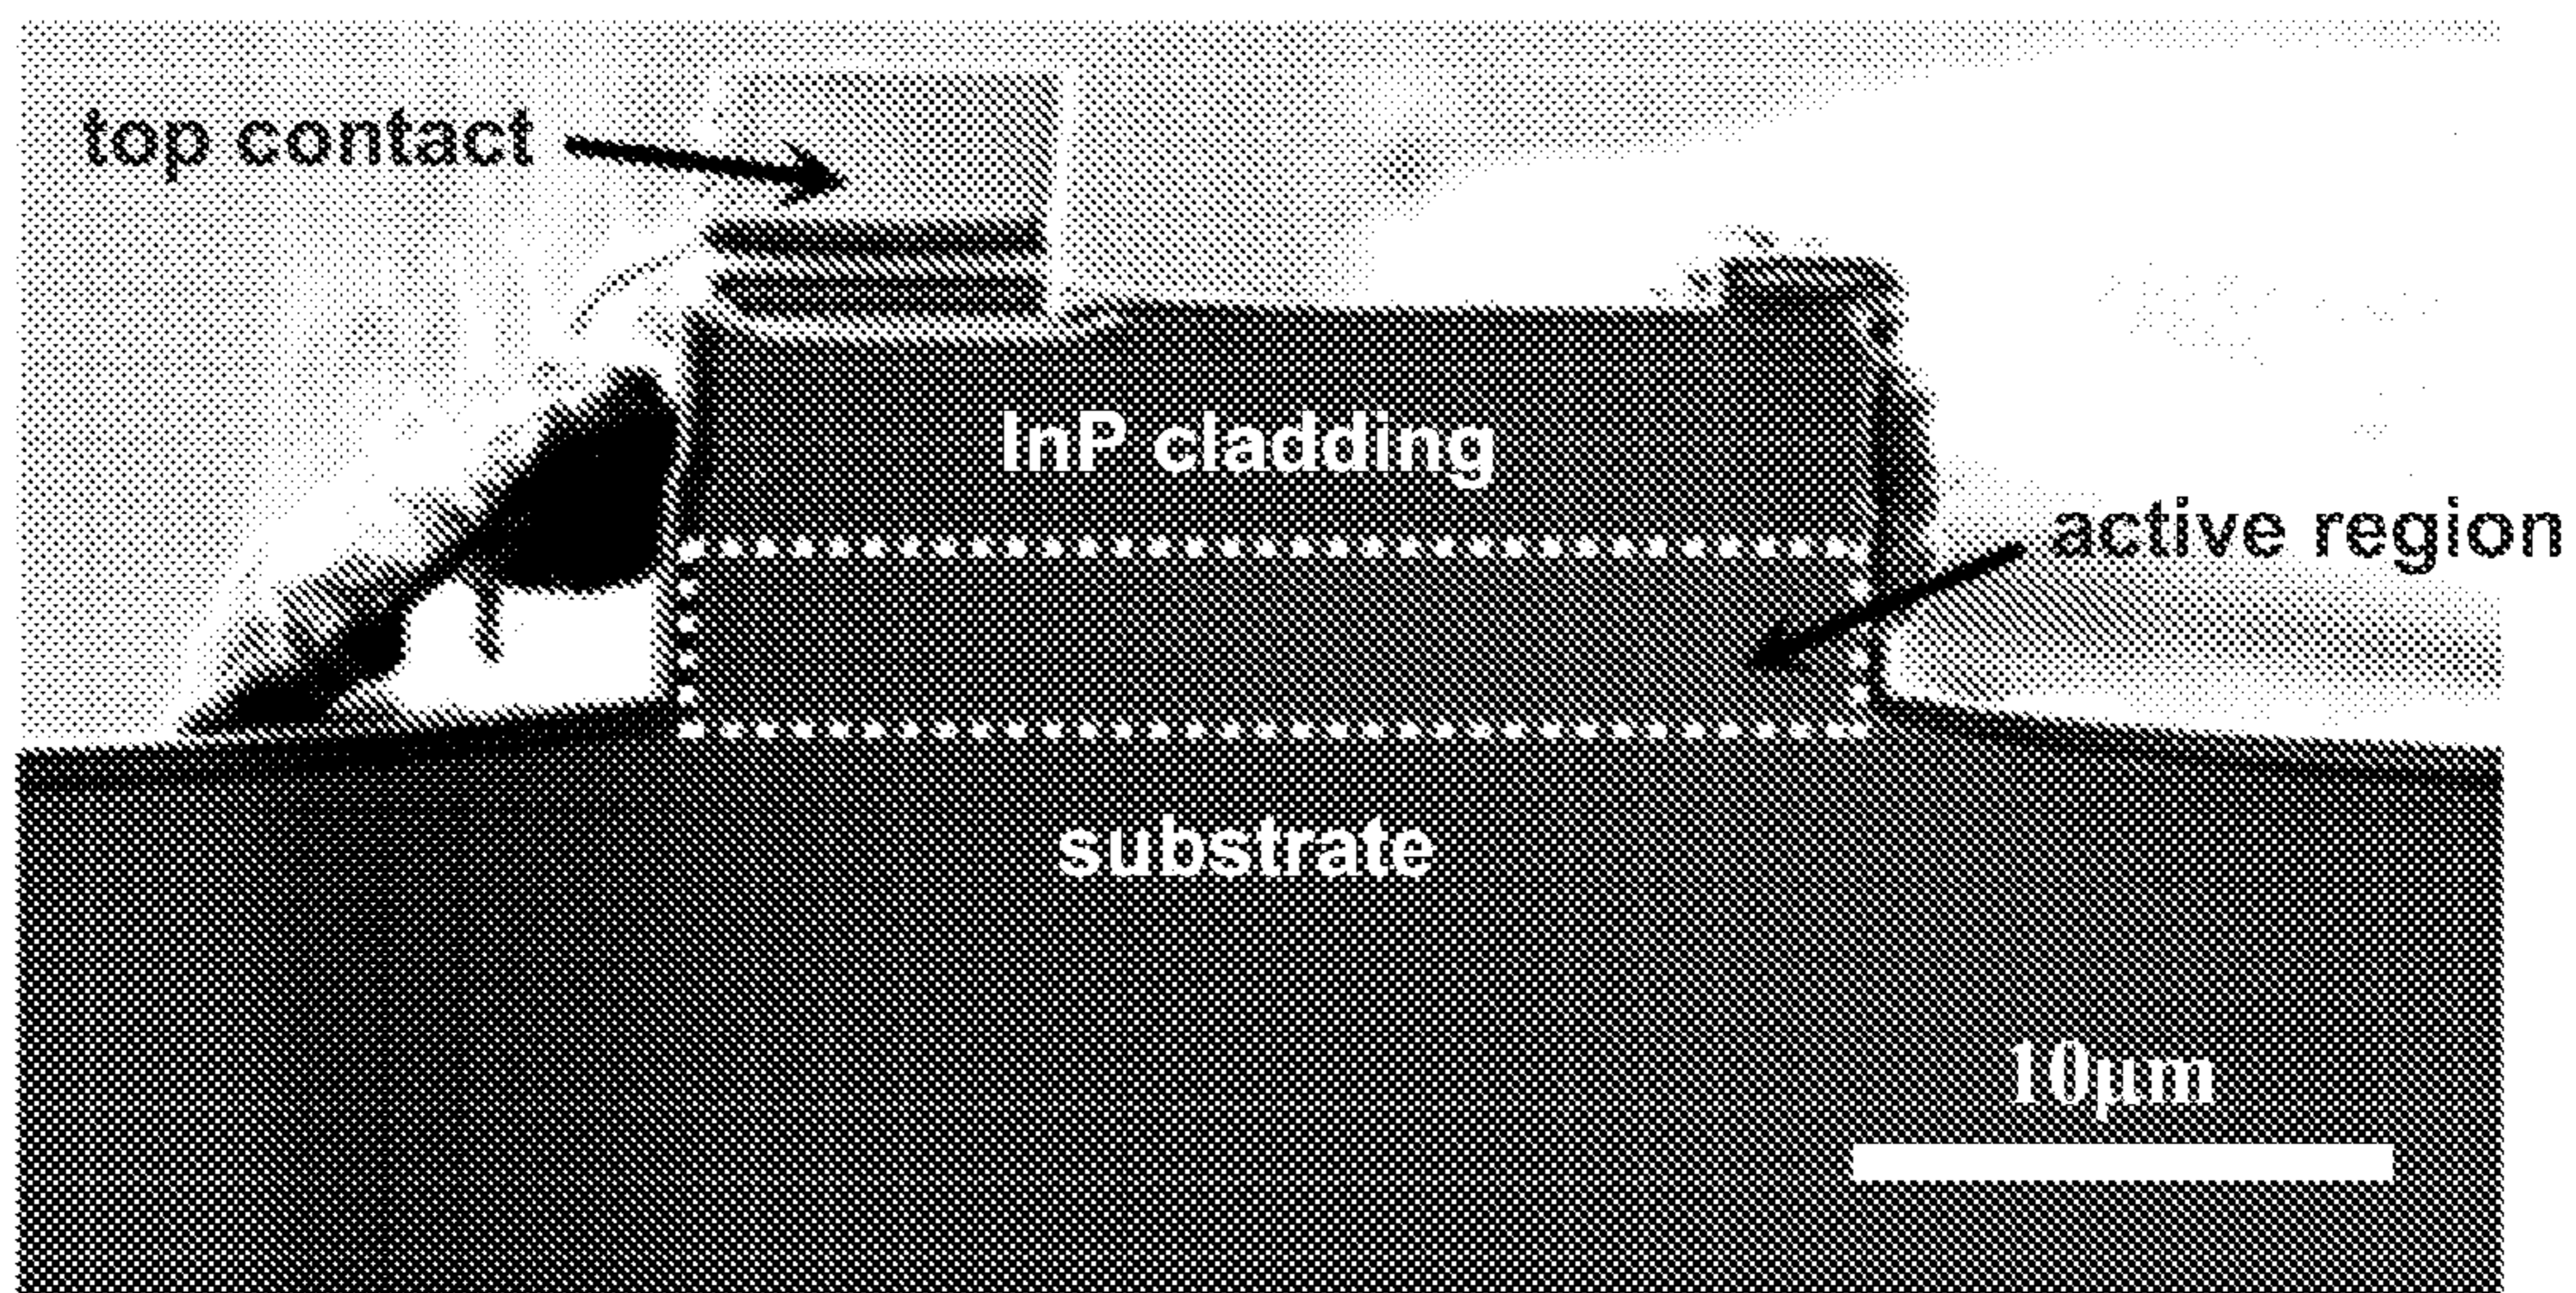 top contact
InP cladding
active region
substrate
10µm